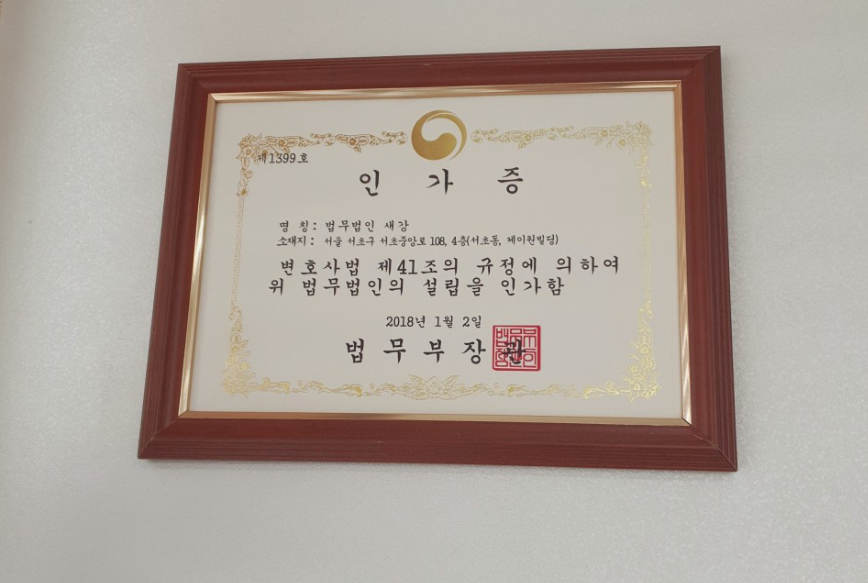 제1399호
인 가 증
명 칭 : 법무법인 새강
소재지 : 서울 서초구 서초중앙로 108, 4층(서초동, 제이원빌딩)
변호사법 제41조의 규정에 의하여
위 법무법인의 설립을 인가함
2018년 1월 2일
법 무 부 장 관